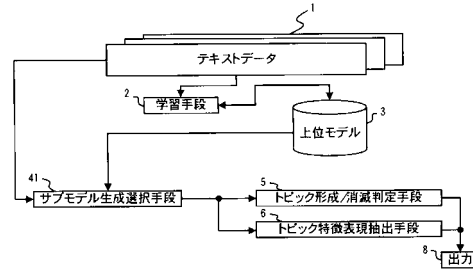 1
テキストデータ
2
学習手段
上位モデル
3
41
サブモデル生成選択手段
5
トピック形成/消滅判定手段
6
トピック特徴表現抽出手段
8
出力